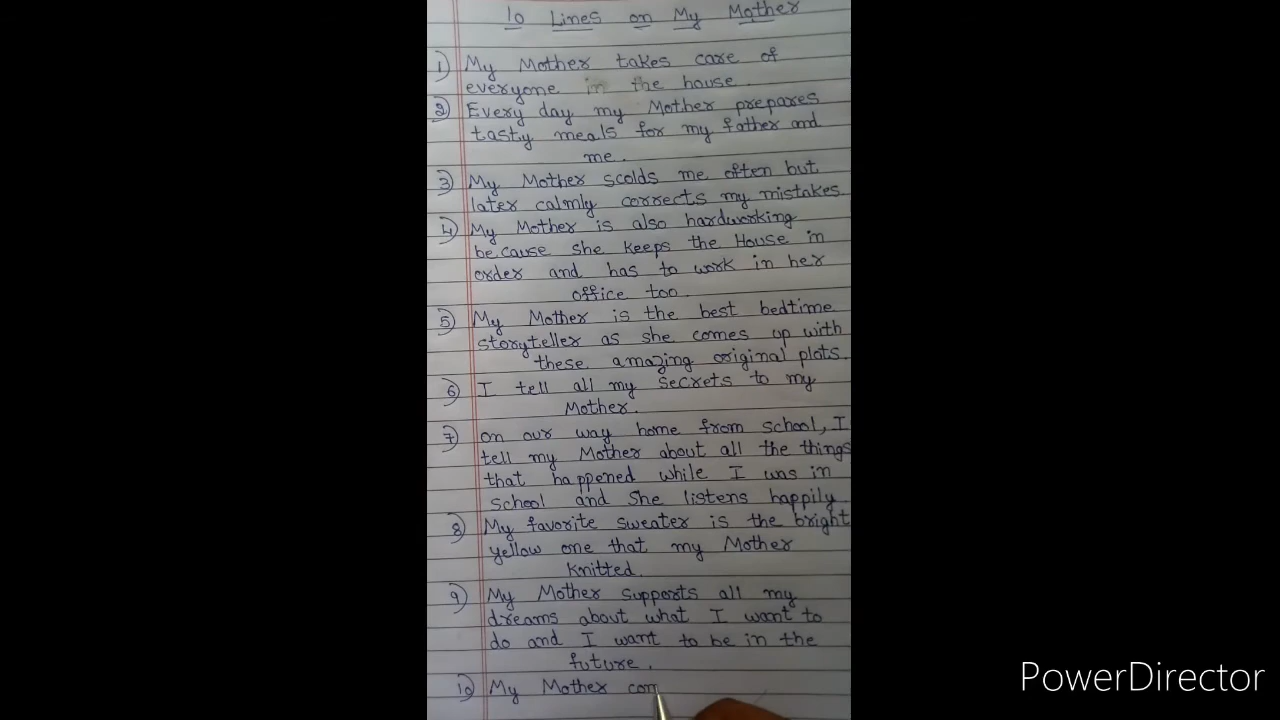 10 Lines on My Mother
1) My Mother takes care of
everyone in the house.
2) Every day my Mother prepares
tasty meals for my father and
me.
3) My Mother scolds me often but
later calmly corrects my mistakes
4) My Mother is also hardworking
because she keeps the House in
order and has to work in her
office too.
5) My Mother is the best bedtime
storyteller as she comes up with
these amazing original plots.
6) I tell all my secrets to my
Mother.
7) on our way home from school, I
tell my Mother about all the things
that happened while I was in
school and She listens happily.
8) My favorite sweater is the bright
yellow one that my Mother
knitted.
9) My Mother supports all my
dreams about what I want to
do and I want to be in the
future.
10) My Mother com
PowerDirector